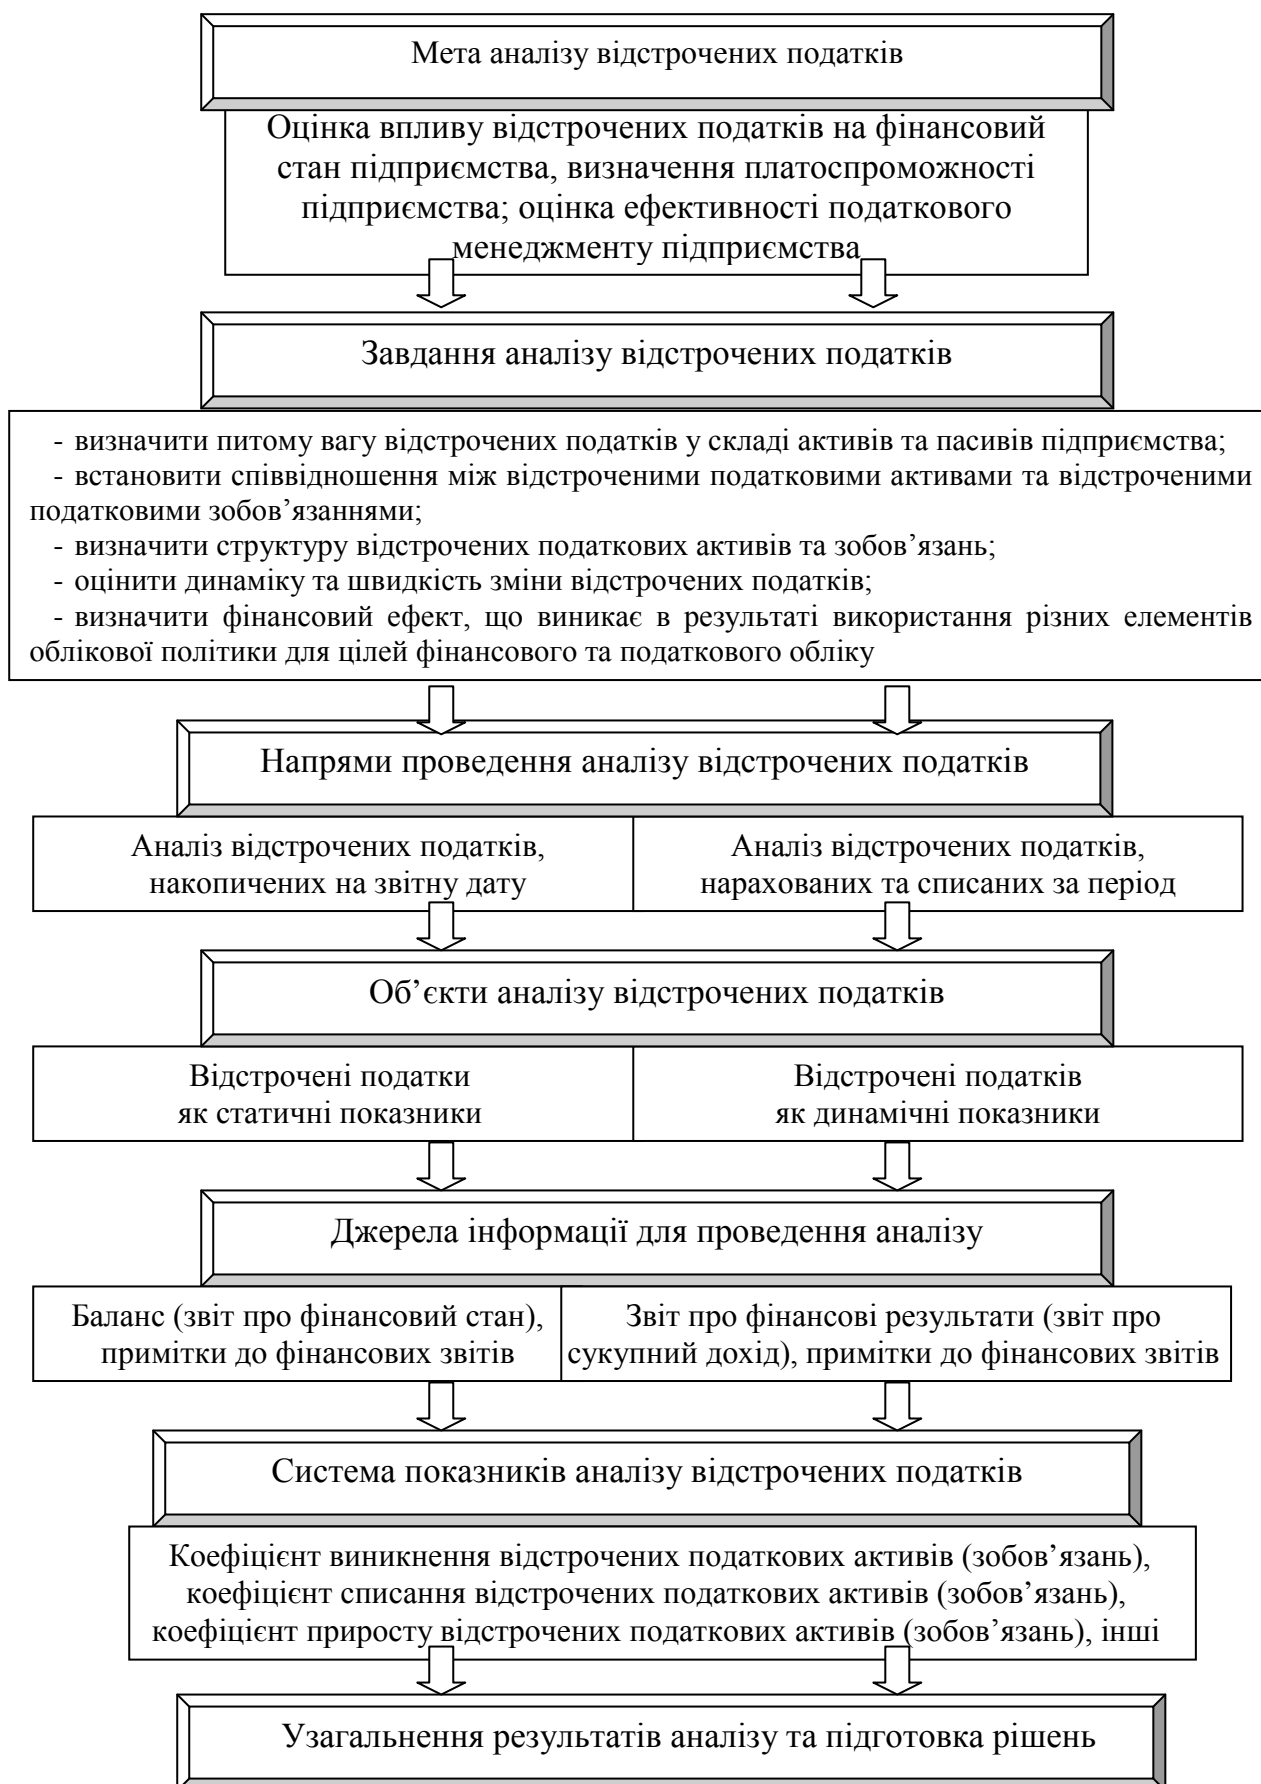 Мета аналізу відстрочених податків
Оцінка впливу відстрочених податків на фінансовий
стан підприємства, визначення платоспроможності
підприємства; оцінка ефективності податкового
менеджменту підприємства
Завдання аналізу відстрочених податків
- визначити питому вагу відстрочених податків у складі активів та пасивів підприємства;
- встановити співвідношення між відстроченими податковими активами та відстроченими
податковими зобов’язаннями;
- визначити структуру відстрочених податкових активів та зобов’язань;
- оцінити динаміку та швидкість зміни відстрочених податків;
- визначити фінансовий ефект, що виникає в результаті використання різних елементів
облікової політики для цілей фінансового та податкового обліку
Напрями проведення аналізу відстрочених податків
Аналіз відстрочених податків,
накопичених на звітну дату
Аналіз відстрочених податків,
нарахованих та списаних за період
Об’єкти аналізу відстрочених податків
Відстрочені податки
як статичні показники
Відстрочені податків
як динамічні показники
Джерела інформації для проведення аналізу
Баланс (звіт про фінансовий стан),
примітки до фінансових звітів
Звіт про фінансові результати (звіт про
сукупний дохід), примітки до фінансових звітів
Система показників аналізу відстрочених податків
Коефіцієнт виникнення відстрочених податкових активів (зобов’язань),
коефіцієнт списання відстрочених податкових активів (зобов’язань),
коефіцієнт приросту відстрочених податкових активів (зобов’язань), інші
Узагальнення результатів аналізу та підготовка рішень